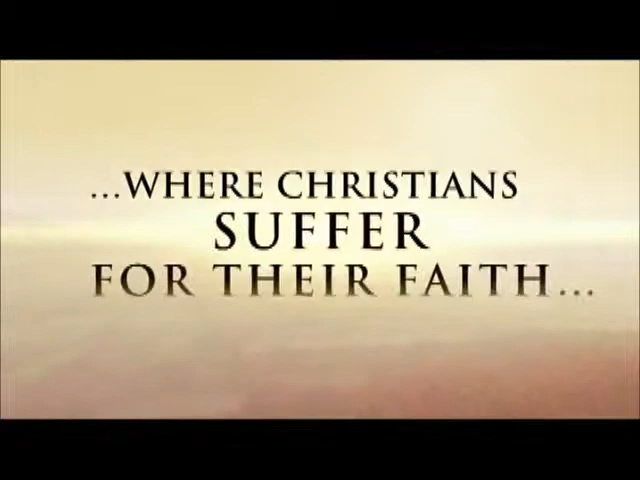 ...WHERE CHRISTIANS
SUFFER
FOR THEIR FAITH...